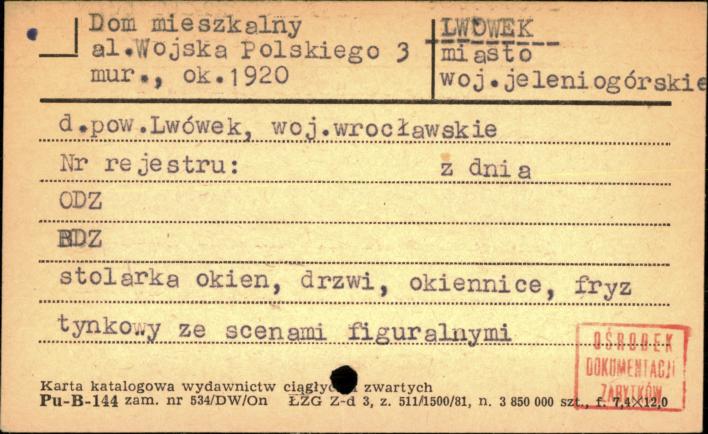 Dom mieszkalny
al.Wojska Polskiego 3
mur., ok.1920
LWÓWEK
miasto
woj.jeleniogórskie
d.pow.Lwówek, woj.wrocławskie
Nr rejestru: z dnia
ODZ
BDZ
stolarka okien, drzwi, okiennice, fryz
tynkowy ze scenami figuralnymi
OŚRODEK
DOKUMENTACJI
ZABYTKÓW
Karta katalogowa wydawnictw ciągłych zwartych
Pu-B-144 zam. nr 534/DW/On ŁZG Z-d 3, z. 511/1500/81, n. 3 850 000 szt., f. 7,4×12,0